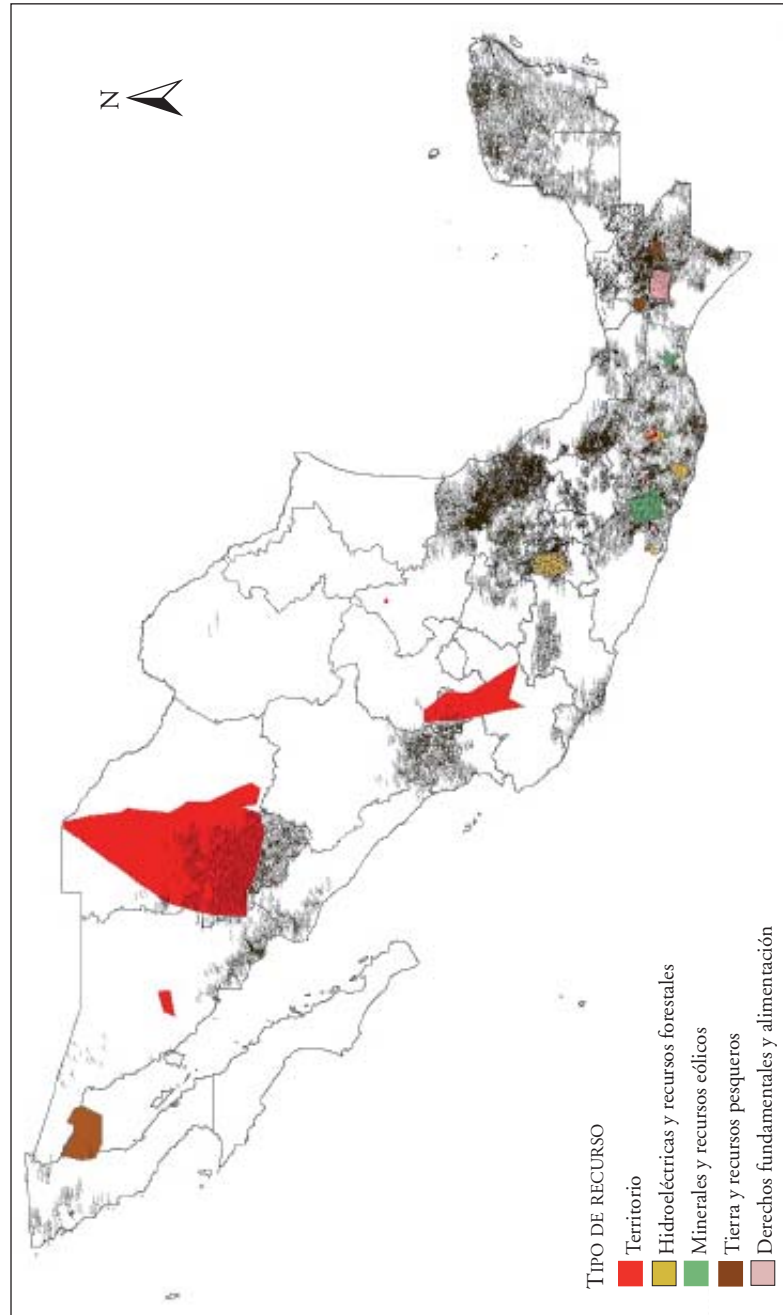 N
TIPO DE RECURSO
Territorio
Hidroeléctricas y recursos forestales
Minerales y recursos eólicos
Tierra y recursos pesqueros
Derechos fundamentales y alimentación